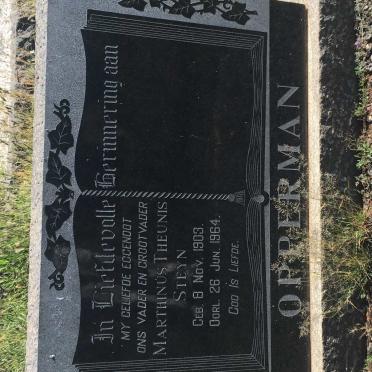 In Liefdevolle Herinnering aan
MY GELIEFDE EGGENOOT
ONS VADER EN GROOTVADER
MARTHINUS THEUNIS
STEYN
GEB. 8 NOV. 1903.
OORL. 26 JUN. 1964.
GOD IS LIEFDE.
OPPERMAN